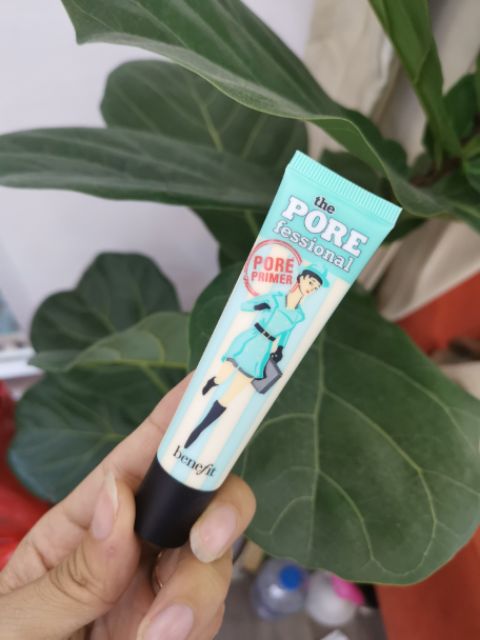 the
PORE
fessional
PORE
PRIMER
benefit